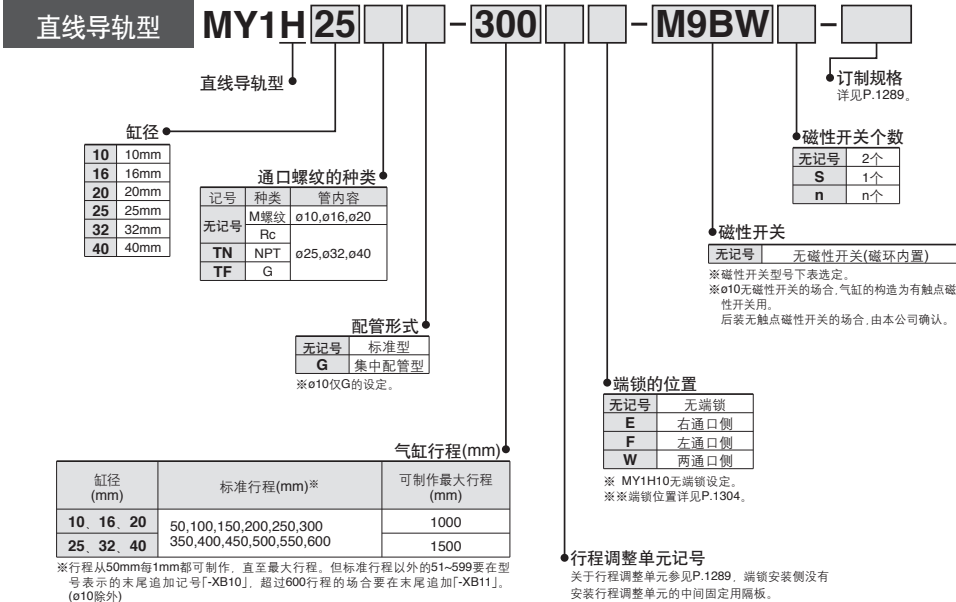 直线导轨型 MY1H 25 – 300 – M9BW –
直线导轨型
订制规格
详见P.1289。
缸径
10 10mm
16 16mm
20 20mm
25 25mm
32 32mm
40 40mm
通口螺纹的种类
记号 种类 管内容
无记号 M螺纹 ø10,ø16,ø20
Rc ø25,ø32,ø40
TN NPT
TF G
磁性开关个数
无记号 2个
S 1个
n n个
磁性开关
无记号 无磁性开关(磁环内置)
※磁性开关型号下表选定。
※ø10无磁性开关的场合,气缸的构造为有触点磁
性开关用。
后装无触点磁性开关的场合,由本公司确认。
配管形式
无记号 标准型
G 集中配管型
※ø10仅G的设定。
端锁的位置
无记号 无端锁
E 右通口侧
F 左通口侧
W 两通口侧
※ MY1H10无端锁设定。
※※端锁位置详见P.1304。
气缸行程(mm)
缸径
(mm) 标准行程(mm)※ 可制作最大行程
(mm)
10、16、20 50,100,150,200,250,300
350,400,450,500,550,600 1000
25、32、40 1500
※行程从50mm每1mm都可制作，直至最大行程。但标准行程以外的51~599要在型
号表示的末尾追加记号「-XB10」，超过600行程的场合要在末尾追加「-XB11」。
(ø10除外)
行程调整单元记号
关于行程调整单元参见P.1289，端锁安装侧没有
安装行程调整单元的中间固定用隔板。